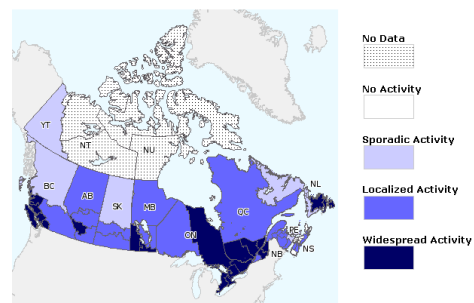 No Data
No Activity
Sporadic Activity
Localized Activity
Widespread Activity
YT
NT
NU
BC
AB
SK
MB
ON
QC
NL
PE
NB
NS